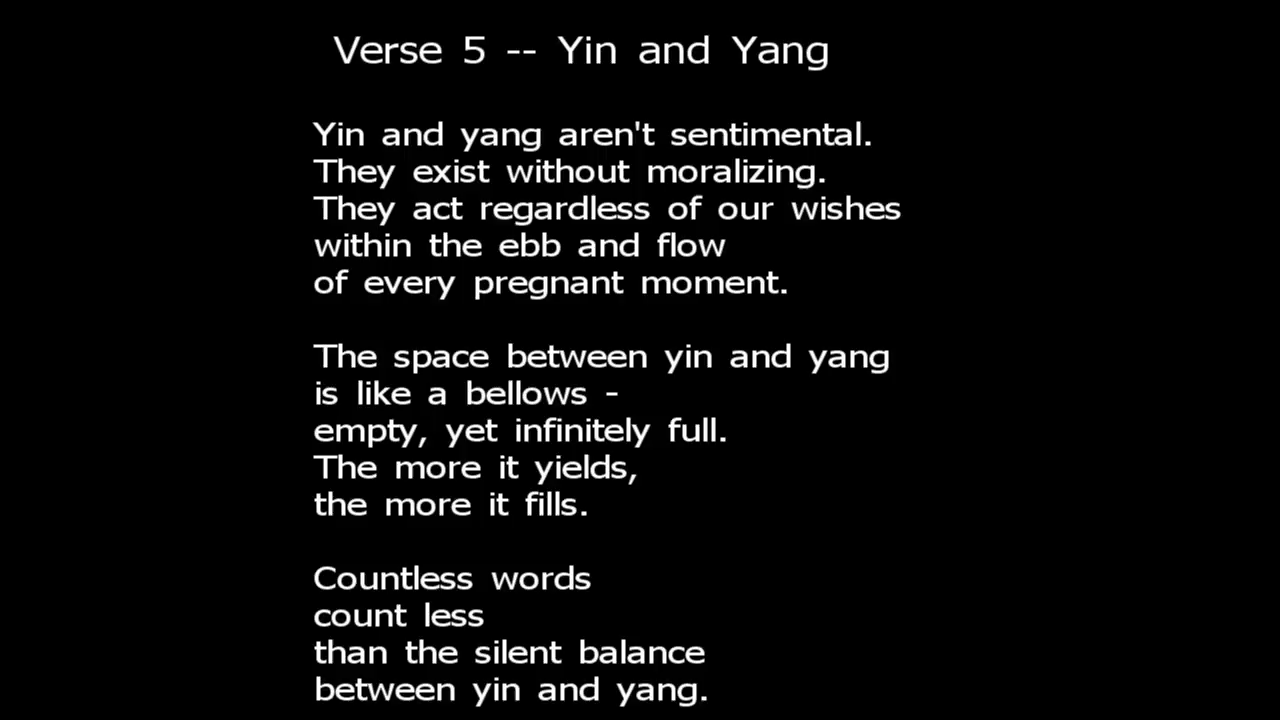 Verse 5 -- Yin and Yang
Yin and yang aren't sentimental.
They exist without moralizing.
They act regardless of our wishes
within the ebb and flow
of every pregnant moment.
The space between yin and yang
is like a bellows -
empty, yet infinitely full.
The more it yields,
the more it fills.
Countless words
count less
than the silent balance
between yin and yang.